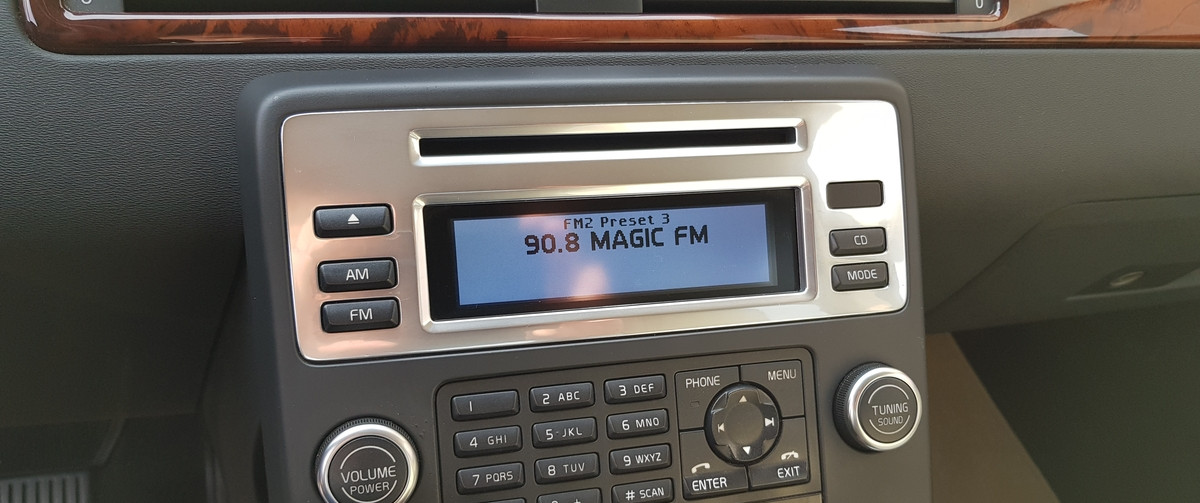 FM2 Preset 3
90.8 MAGIC FM
AM
FM
CD
MODE
1
2 ABC
3 DEF
4 GHI
5-JKL
6 MNO
7 PQRS
8 TUV
9 WXYZ
# SCAN
PHONE
MENU
ENTER
EXIT
VOLUME
POWER
TUNING
SOUND